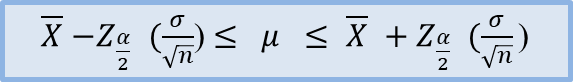 X̅ − Z_{α/2} (σ/√n) ≤ μ ≤ X̅ + Z_{α/2} (σ/√n)